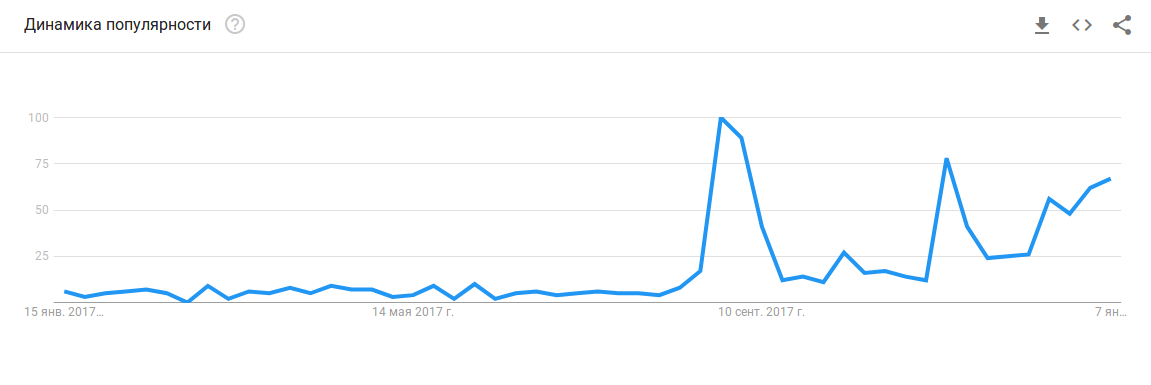 Динамика популярности ?
100
75
50
25
15 янв. 2017…
14 мая 2017 г.
10 сент. 2017 г.
7 ян…